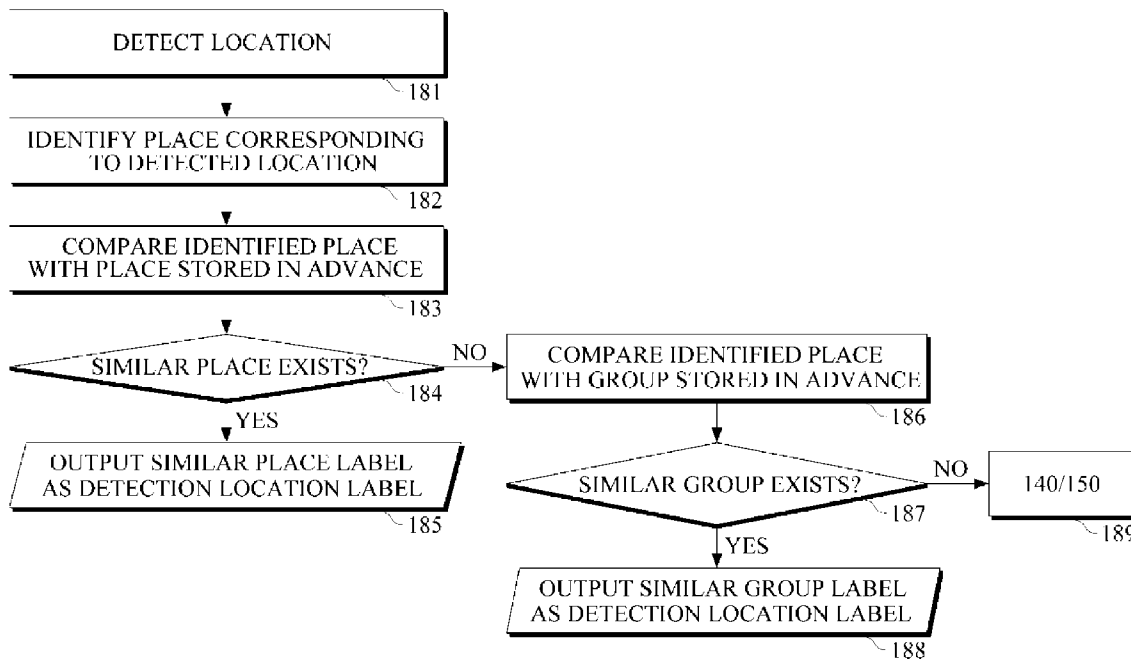 DETECT LOCATION
181
IDENTIFY PLACE CORRESPONDING
TO DETECTED LOCATION
182
COMPARE IDENTIFIED PLACE
WITH PLACE STORED IN ADVANCE
183
SIMILAR PLACE EXISTS?
184
NO
YES
OUTPUT SIMILAR PLACE LABEL
AS DETECTION LOCATION LABEL
185
COMPARE IDENTIFIED PLACE
WITH GROUP STORED IN ADVANCE
186
SIMILAR GROUP EXISTS?
187
NO
140/150
189
YES
OUTPUT SIMILAR GROUP LABEL
AS DETECTION LOCATION LABEL
188